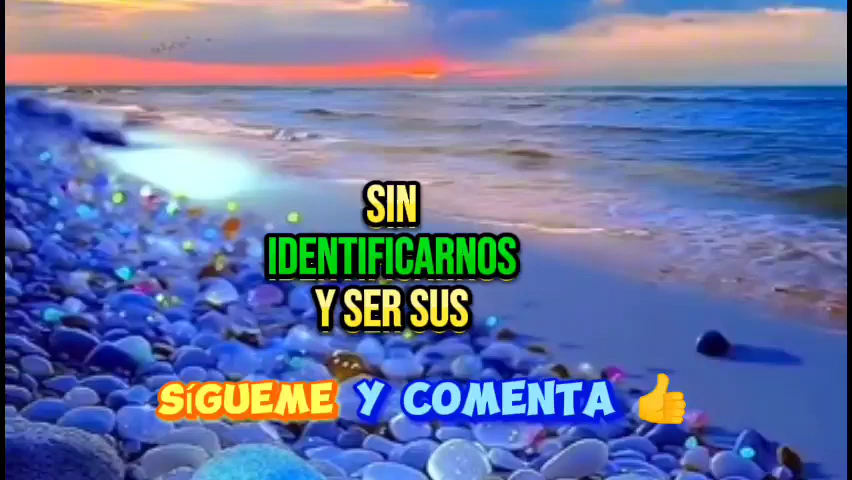 SIN
IDENTIFICARNOS
Y SER SUS
SÍGUEME Y COMENTA 👍